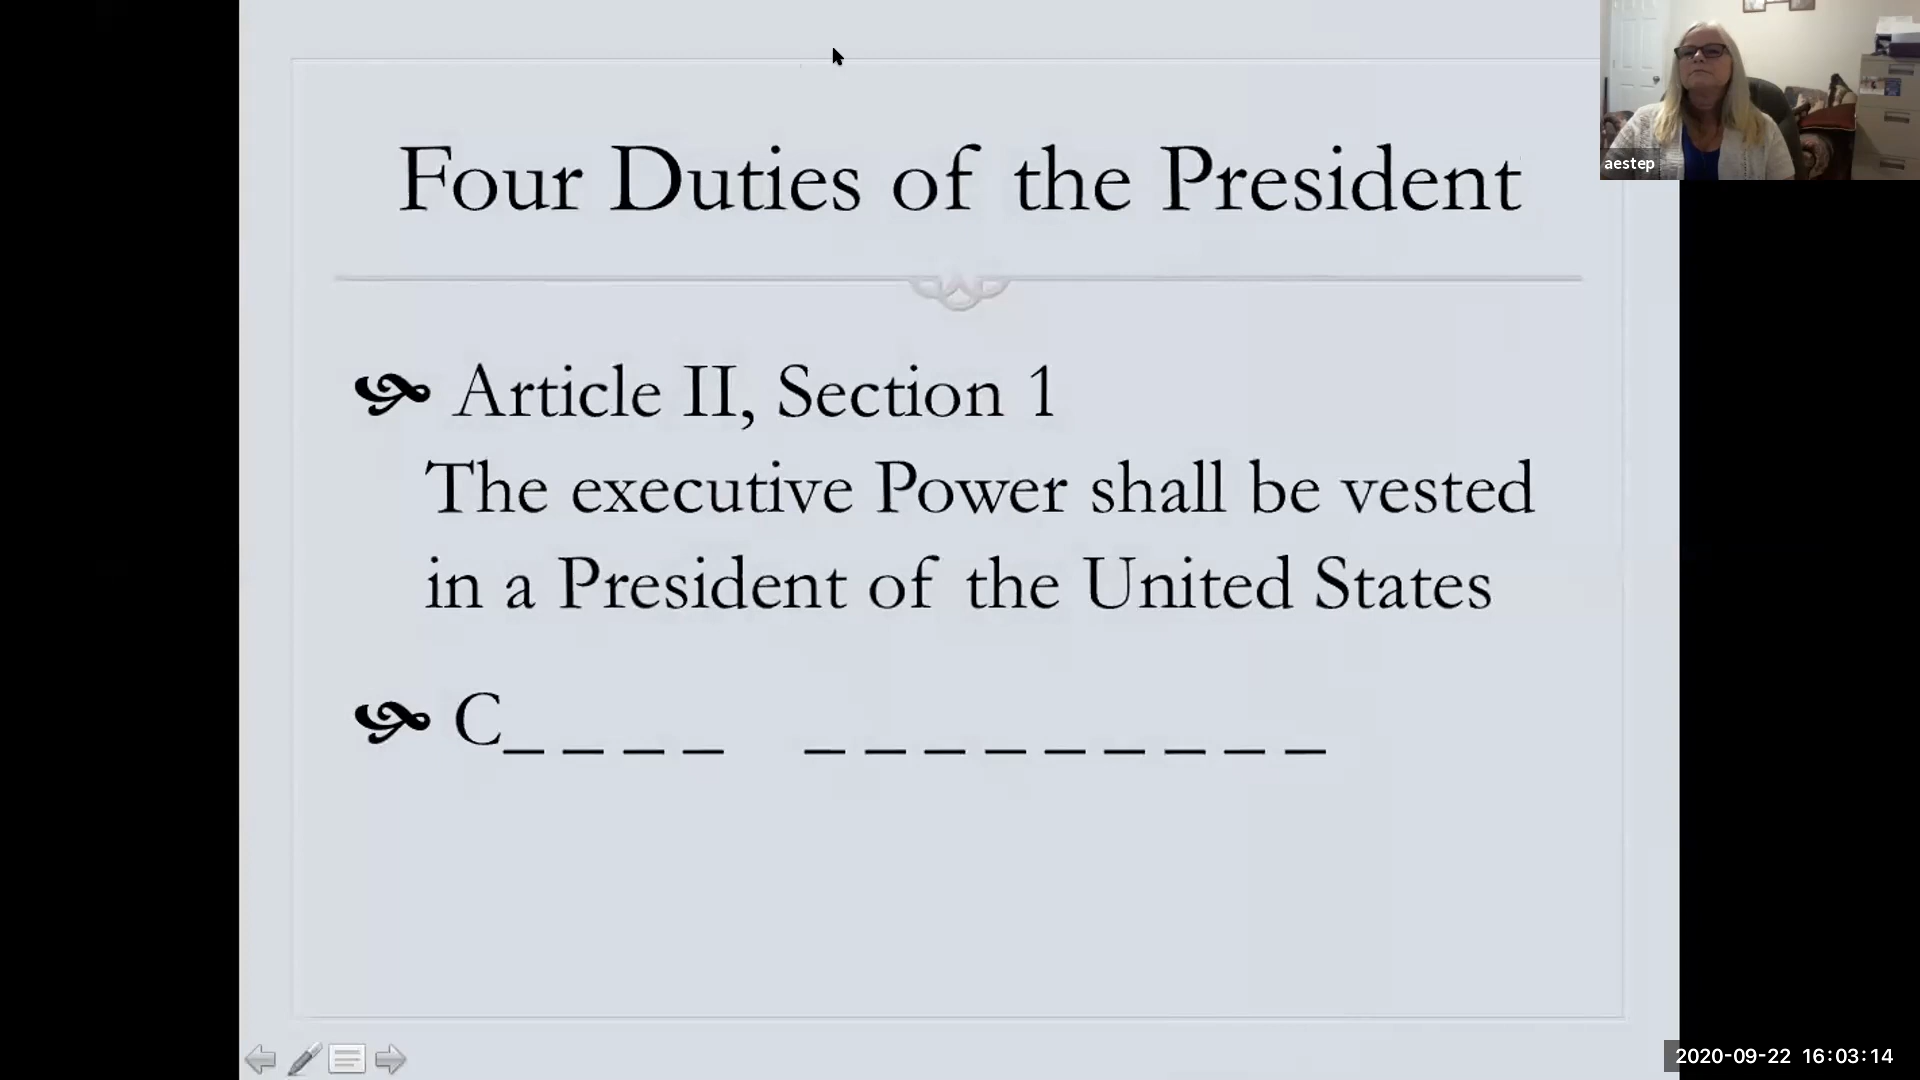 aestep
Four Duties of the President
Article II, Section 1
The executive Power shall be vested
in a President of the United States
C_ _ _ _ _ _ _ _ _ _ _ _ _
2020-09-22 16:03:14